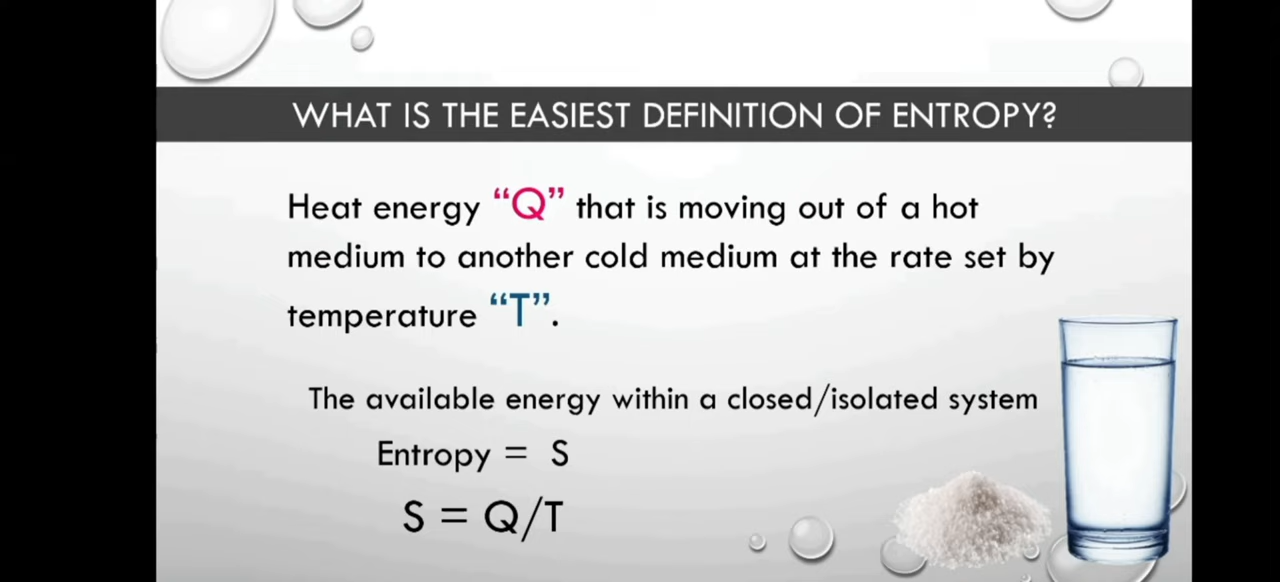 WHAT IS THE EASIEST DEFINITION OF ENTROPY?
Heat energy “Q” that is moving out of a hot
medium to another cold medium at the rate set by
temperature “T”.
The available energy within a closed/isolated system
Entropy = S
S = Q/T